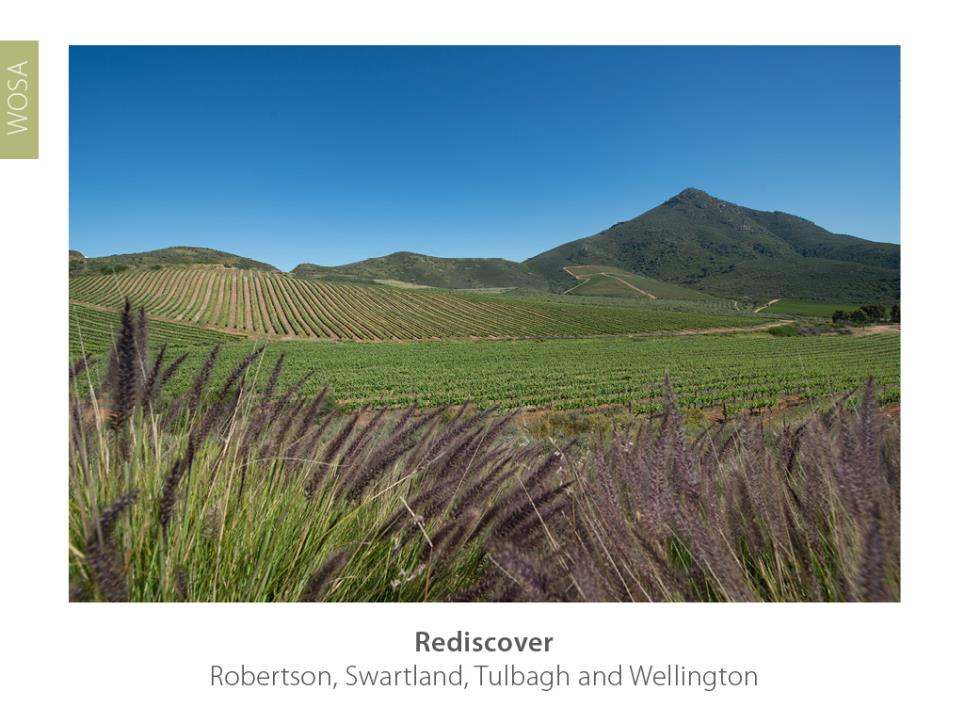 WOSA
Rediscover
Robertson, Swartland, Tulbagh and Wellington